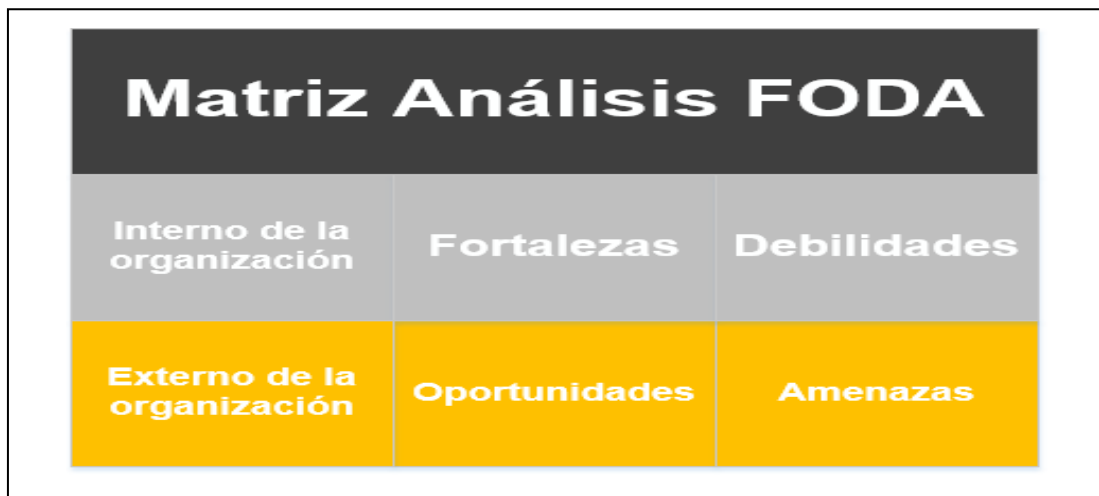 Matriz Análisis FODA
Interno de la
organización
Fortalezas
Debilidades
Externo de la
organización
Oportunidades
Amenazas